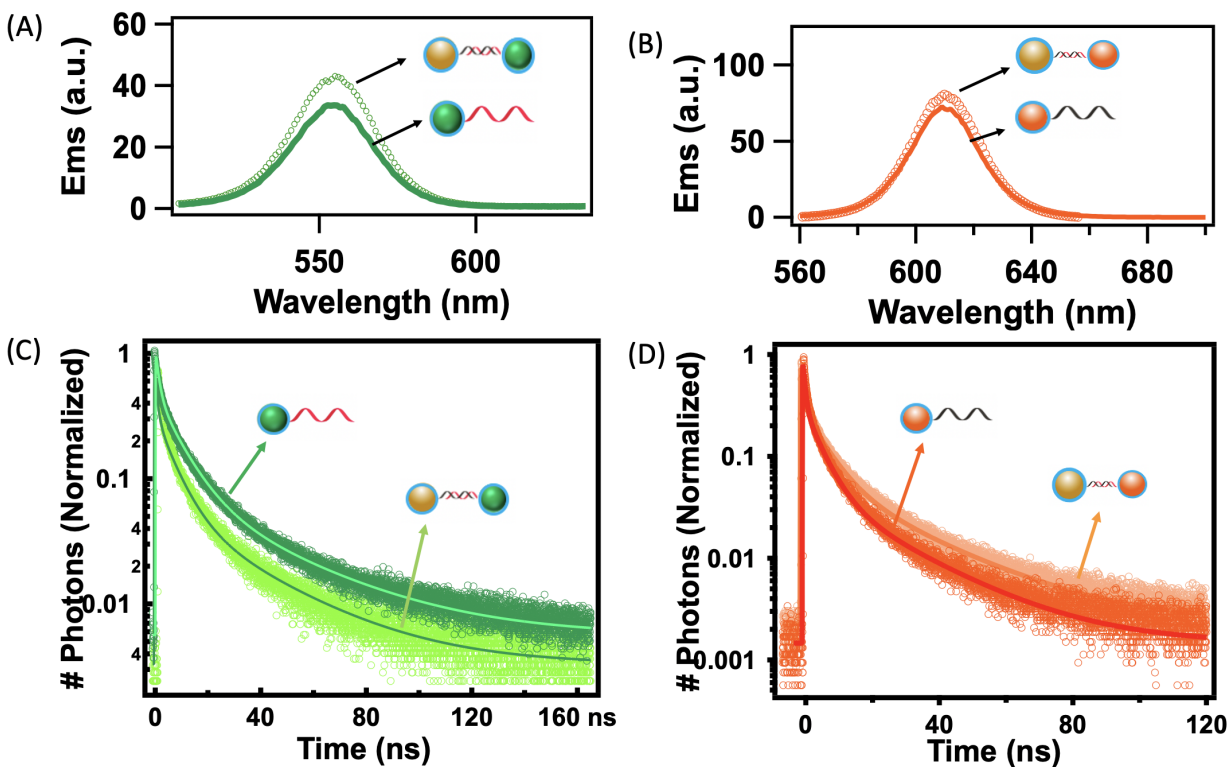 (A)
Ems (a.u.)
60
40
20
0
550
600
Wavelength (nm)
(B)
Ems (a.u.)
100
50
0
560
600
640
680
Wavelength (nm)
(C)
# Photons (Normalized)
1
4
2
0.1
4
2
0.01
4
0
40
80
120
160 ns
Time (ns)
(D)
# Photons (Normalized)
1
0.1
0.01
0.001
0
40
80
120
Time (ns)